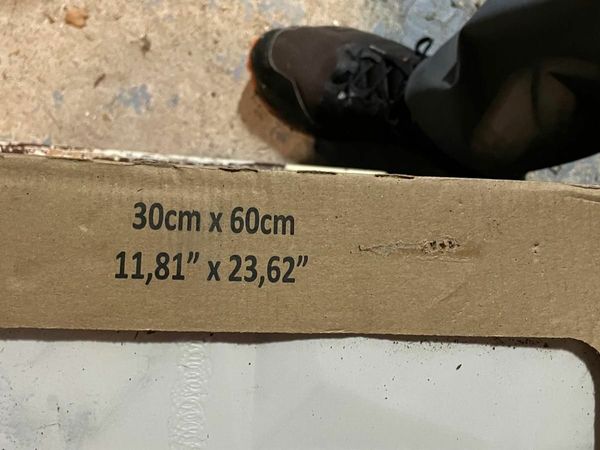 30cm x 60cm
11,81” x 23,62”